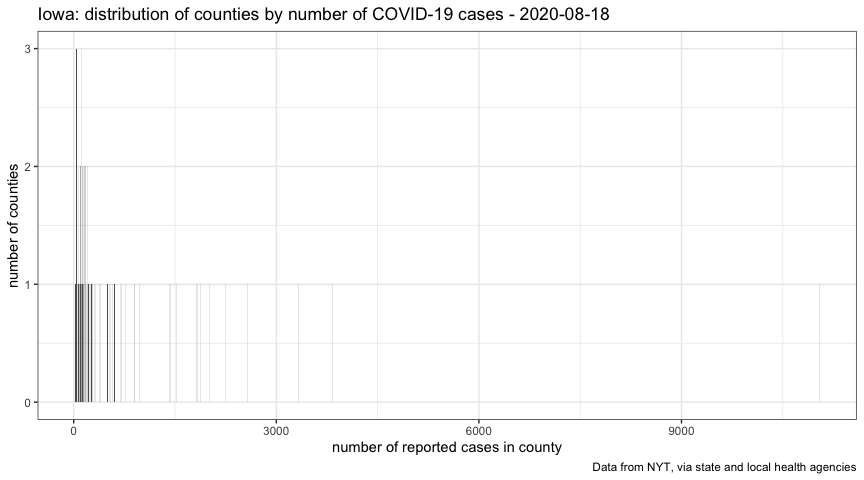 Iowa: distribution of counties by number of COVID-19 cases - 2020-08-18
3
2
1
0
number of counties
0 3000 6000 9000
number of reported cases in county
Data from NYT, via state and local health agencies